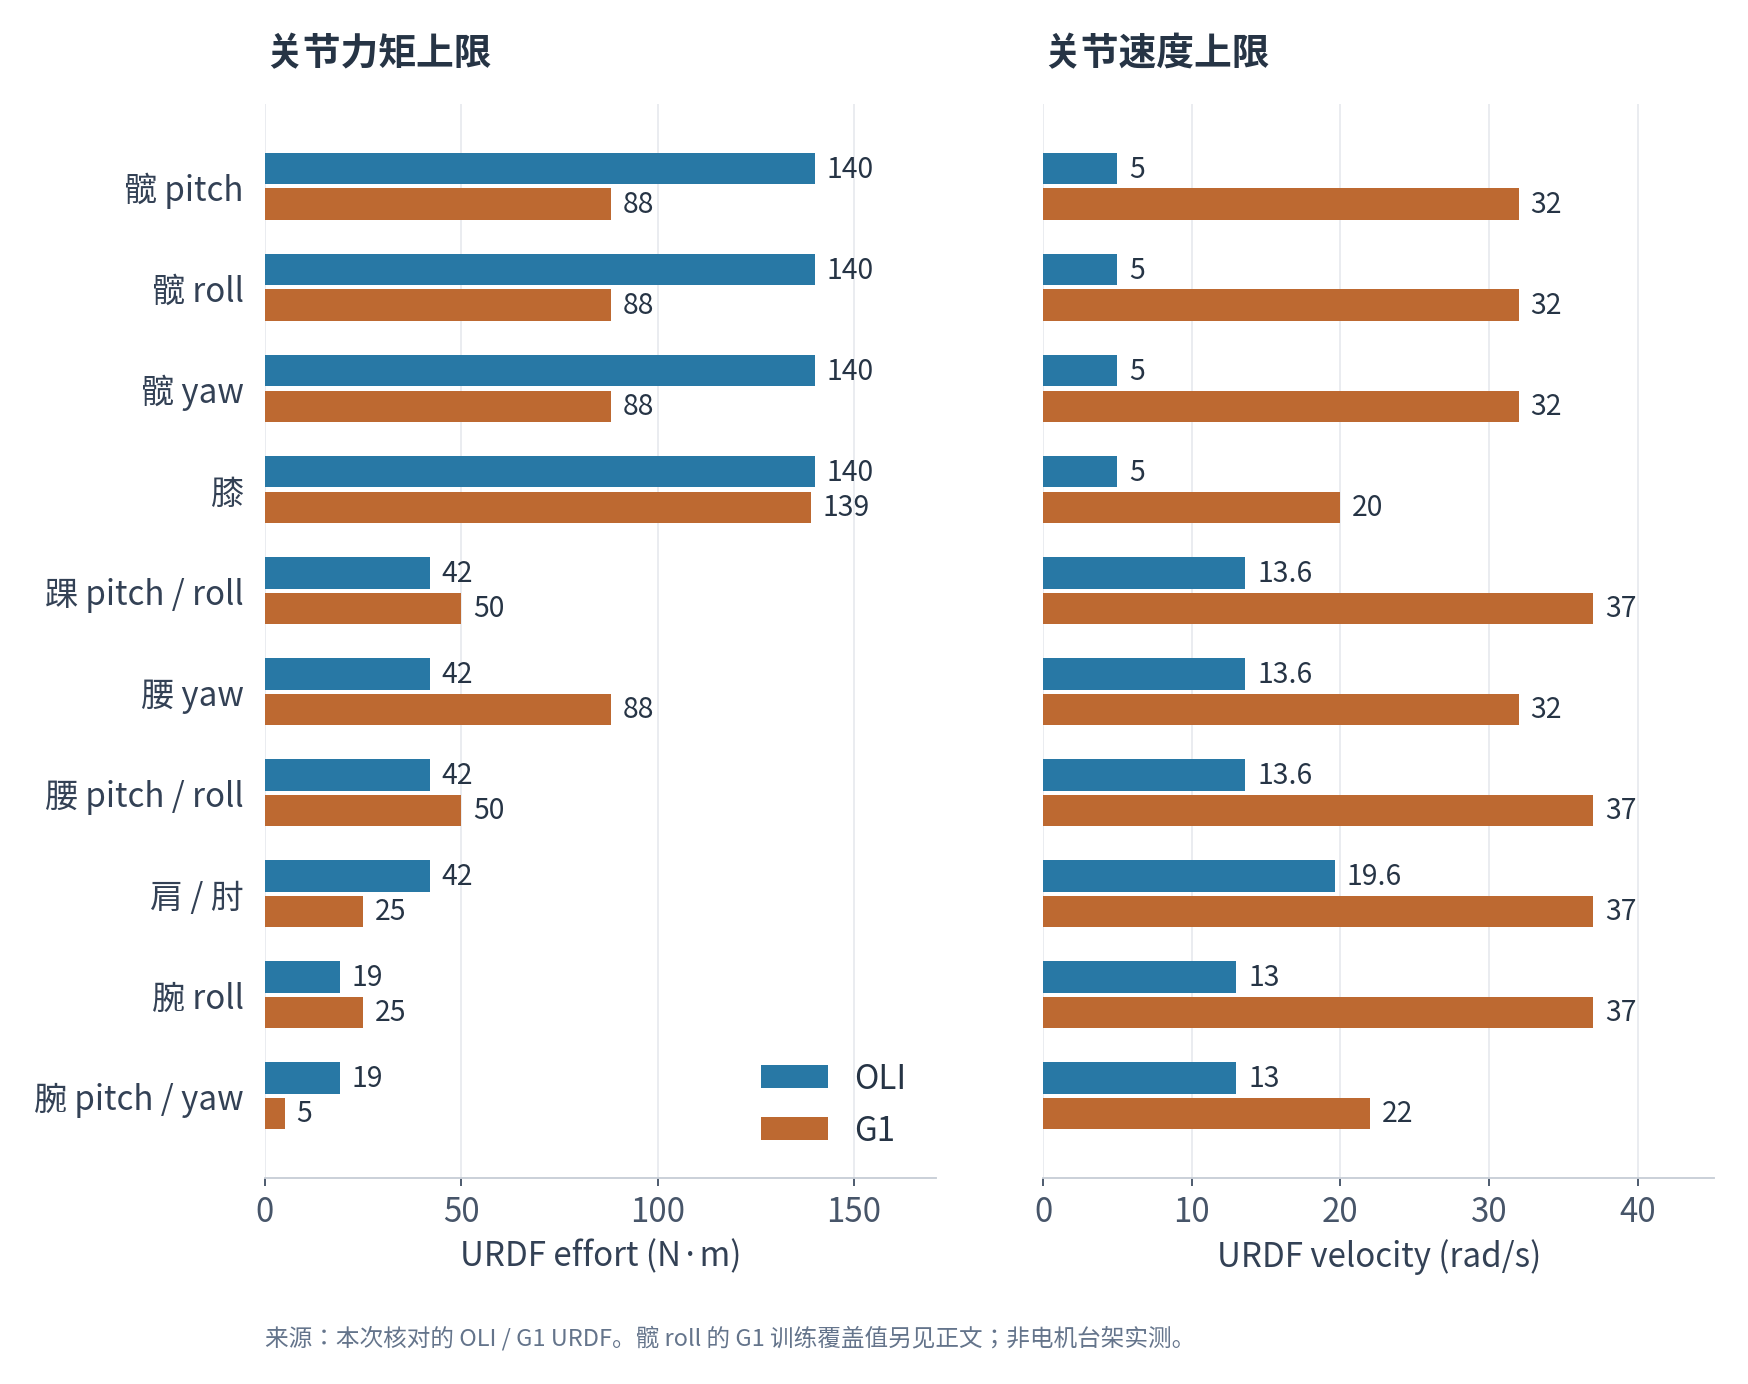 关节力矩上限
髋 pitch
140
88
髋 roll
140
88
髋 yaw
140
88
膝
140
139
踝 pitch / roll
42
50
腰 yaw
42
88
腰 pitch / roll
42
50
肩 / 肘
42
25
腕 roll
19
25
腕 pitch / yaw
19
5
OLI
G1
0 50 100 150
URDF effort (N·m)
关节速度上限
5
32
5
32
5
32
5
20
13.6
37
13.6
32
13.6
37
19.6
37
13
37
13
22
0 10 20 30 40
URDF velocity (rad/s)
来源：本次核对的 OLI / G1 URDF。髋 roll 的 G1 训练覆盖值另见正文；非电机台架实测。